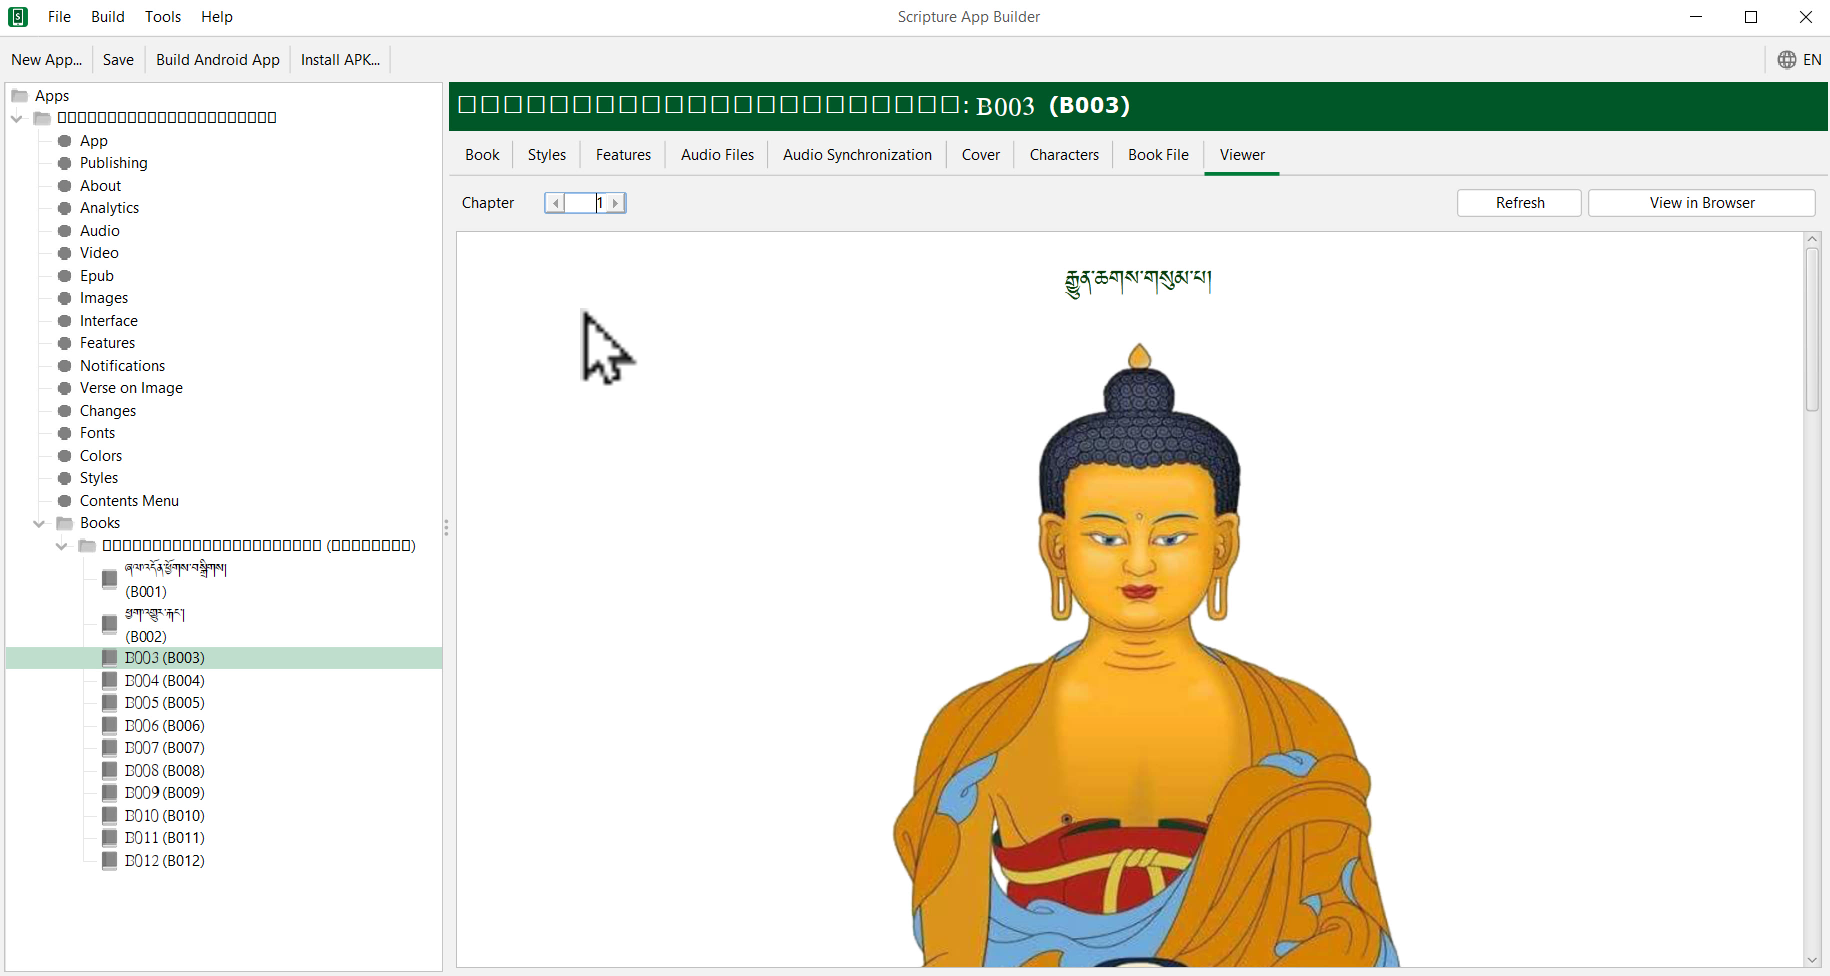 File Build Tools Help
Scripture App Builder
New App... Save Build Android App Install APK...
EN
Apps
App
Publishing
About
Analytics
Audio
Video
Epub
Images
Interface
Features
Notifications
Verse on Image
Changes
Fonts
Colors
Styles
Contents Menu
Books
ཞལ་འདོན་ཕྱོགས་བསྒྲིགས།
(B001)
(B002)
B003 (B003)
B004 (B004)
B005 (B005)
B006 (B006)
B007 (B007)
B008 (B008)
B009 (B009)
B010 (B010)
B011 (B011)
B012 (B012)
: B003 (B003)
Book Styles Features Audio Files Audio Synchronization Cover Characters Book File Viewer
Chapter 1 Refresh View in Browser
རྒྱུན་ཆགས་གསུམ་པ།